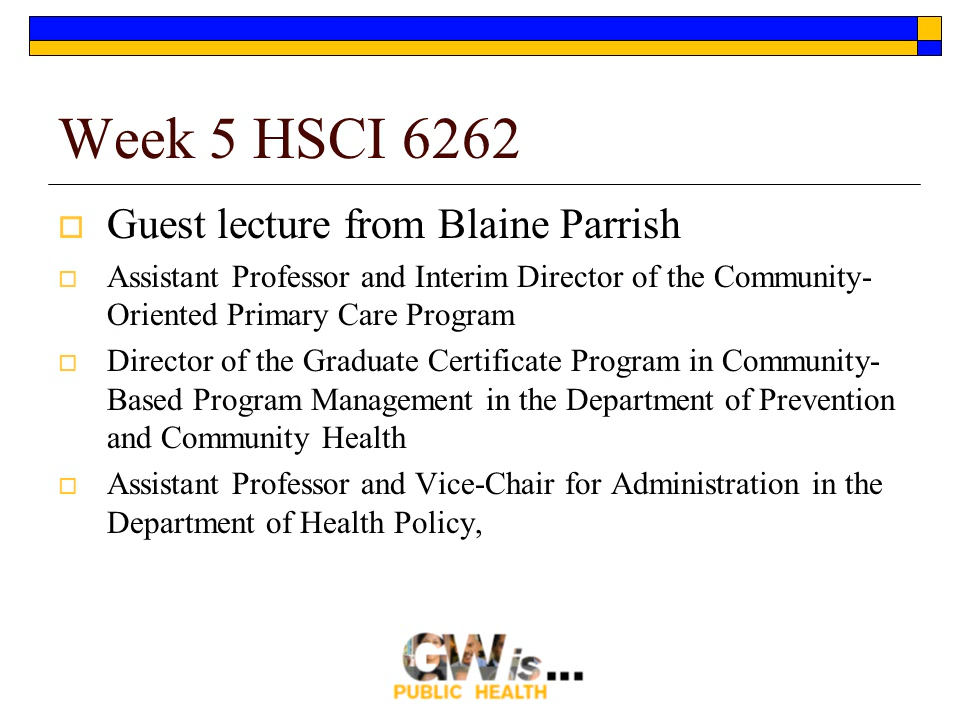 Week 5 HSCI 6262
Guest lecture from Blaine Parrish
Assistant Professor and Interim Director of the Community-
Oriented Primary Care Program
Director of the Graduate Certificate Program in Community-
Based Program Management in the Department of Prevention
and Community Health
Assistant Professor and Vice-Chair for Administration in the
Department of Health Policy,
GW is...
PUBLIC HEALTH